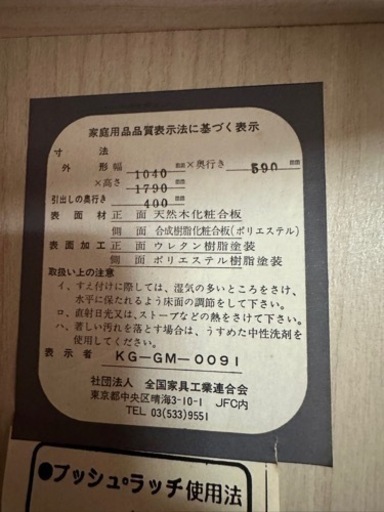 家庭用品品質表示法に基づく表示
寸法
外形幅 1040 mm ×奥行き 590 mm
×高さ 1790 mm
引出しの奥行き 400 mm
表面材 正面 天然木化粧合板
側面 合成樹脂化粧合板(ポリエステル)
表面加工 正面 ウレタン樹脂塗装
側面 ポリエステル樹脂塗装
取扱い上の注意
イ、すえ付けに際しては、湿気の多いところをさけ、
水平に保たれるよう床面の調節をして下さい。
ロ、直射日光又は、ストーブなどの熱をさけて下さい。
ハ、著しい汚れを落とす場合は、うすめた中性洗剤を
使用してください。
表示者 KG-GM-0091
社団法人 全国家具工業連合会
東京都中央区晴海3-10-1 JFC内
TEL 03(533)9551
●プッシュ・ラッチ使用法